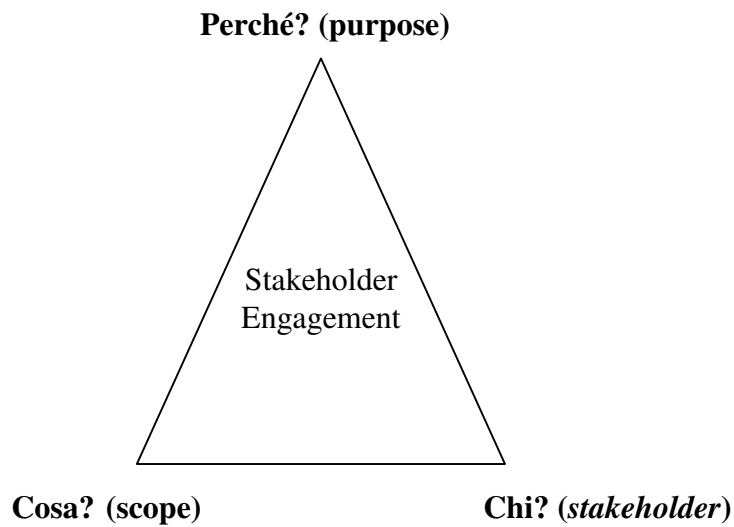 Perché? (purpose)
Stakeholder
Engagement
Cosa? (scope)
Chi? (stakeholder)